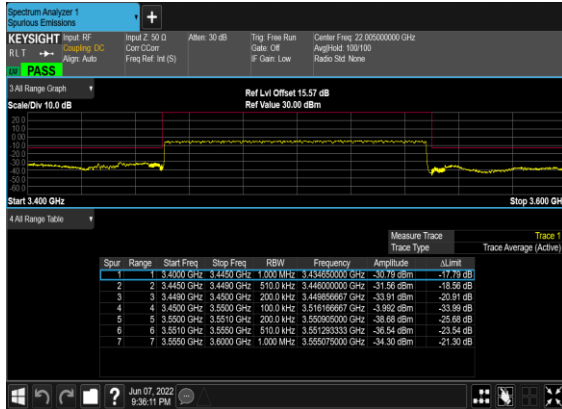 Spectrum Analyzer 1
Spurious Emissions
+
KEYSIGHT Input: RF Input Z: 50 Ω Atten: 30 dB Trig: Free Run Center Freq: 22.005000000 GHz
RLT Coupling: DC Corr CCorr Gate: Off Avg|Hold: 100/100
Align: Auto Freq Ref: Int (S) IF Gain: Low Radio Std: None
PASS
3 All Range Graph
Ref Lvl Offset 15.57 dB
Scale/Div 10.0 dB Ref Value 30.00 dBm
20.0
10.0
0.00
-10.0
-20.0
-30.0
-40.0
-50.0
-60.0
Start 3.400 GHz Stop 3.600 GH
4 All Range Table
Measure Trace Trace 1
Trace Type Trace Average (Active)
Spur Range Start Freq Stop Freq RBW Frequency Amplitude ΔLimit
1 1 3.4000 GHz 3.4450 GHz 1.000 MHz 3.434650000 GHz -30.79 dBm -17.79 dB
2 2 3.4450 GHz 3.4490 GHz 510.0 kHz 3.446000000 GHz -31.56 dBm -18.56 dB
3 3 3.4490 GHz 3.4500 GHz 200.0 kHz 3.449856667 GHz -33.91 dBm -20.91 dB
4 4 3.4500 GHz 3.5500 GHz 100.0 kHz 3.516166667 GHz -3.992 dBm -33.99 dB
5 5 3.5500 GHz 3.5510 GHz 200.0 kHz 3.550905000 GHz -38.68 dBm -25.68 dB
6 6 3.5510 GHz 3.5550 GHz 510.0 kHz 3.551293333 GHz -36.54 dBm -23.54 dB
7 7 3.5550 GHz 3.6000 GHz 1.000 MHz 3.555075000 GHz -34.30 dBm -21.30 dB
? Jun 07, 2022
9:36:11 PM